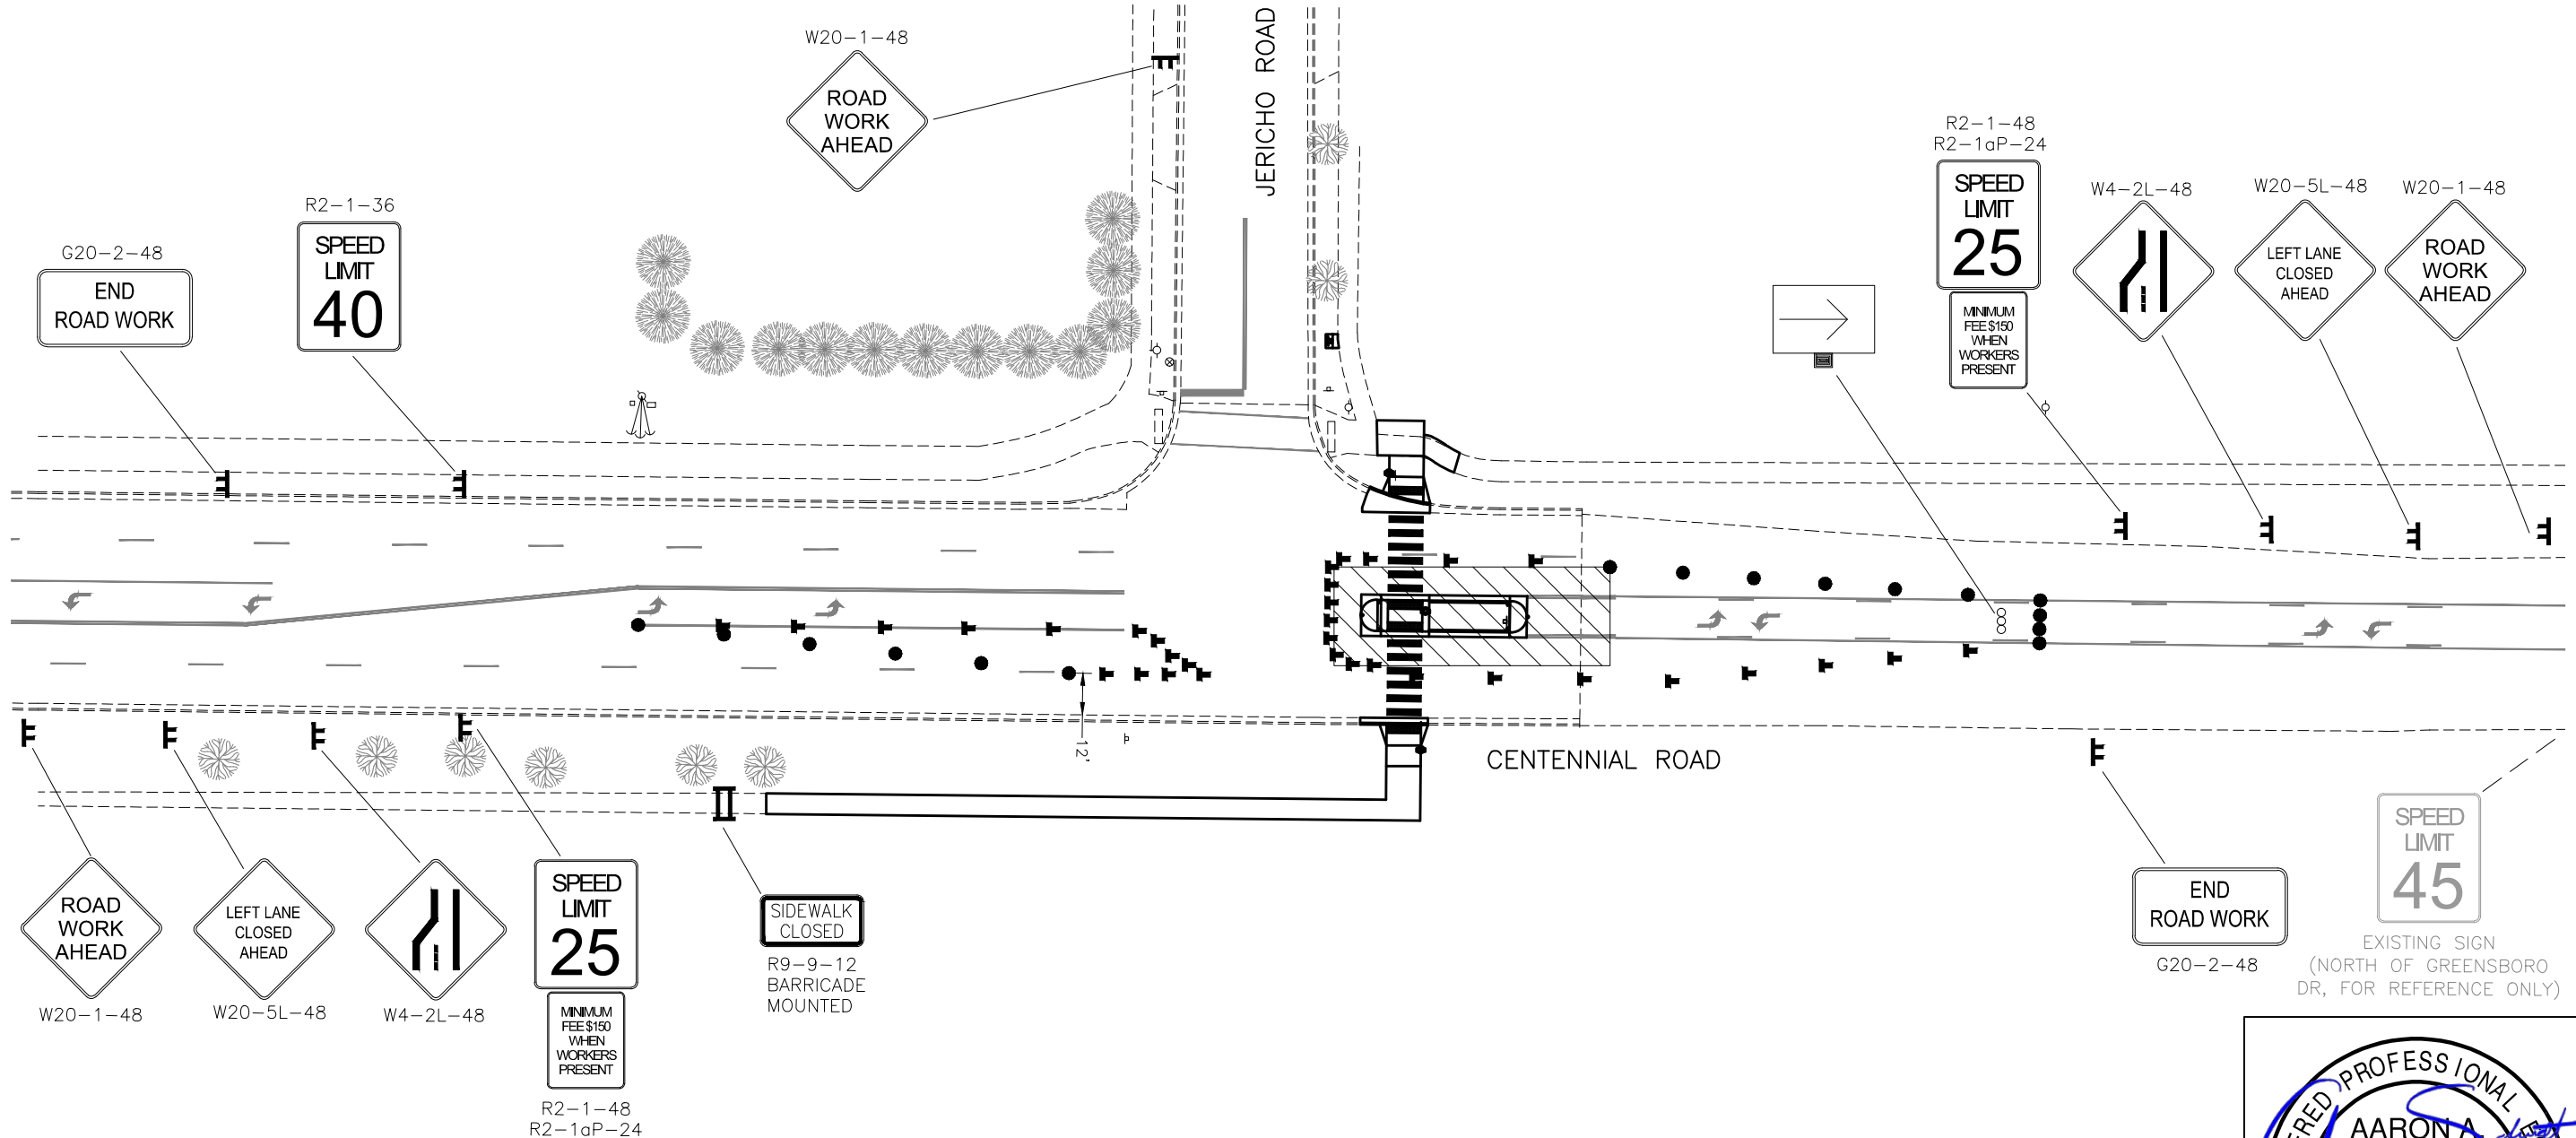 W20-1-48
ROAD
WORK
AHEAD
JERICHO ROAD
R2-1-48
R2-1aP-24
SPEED
LIMIT
25
MINIMUM
FEE $150
WHEN
WORKERS
PRESENT
W4-2L-48
W20-5L-48
LEFT LANE
CLOSED
AHEAD
W20-1-48
ROAD
WORK
AHEAD
R2-1-36
SPEED
LIMIT
40
G20-2-48
END
ROAD WORK
12'
CENTENNIAL ROAD
ROAD
WORK
AHEAD
W20-1-48
LEFT LANE
CLOSED
AHEAD
W20-5L-48
W4-2L-48
SPEED
LIMIT
25
MINIMUM
FEE $150
WHEN
WORKERS
PRESENT
R2-1-48
R2-1aP-24
SIDEWALK
CLOSED
R9-9-12
BARRICADE
MOUNTED
END
ROAD WORK
G20-2-48
SPEED
LIMIT
45
EXISTING SIGN
(NORTH OF GREENSBORO
DR, FOR REFERENCE ONLY)
PROFESSIONAL
AARON A